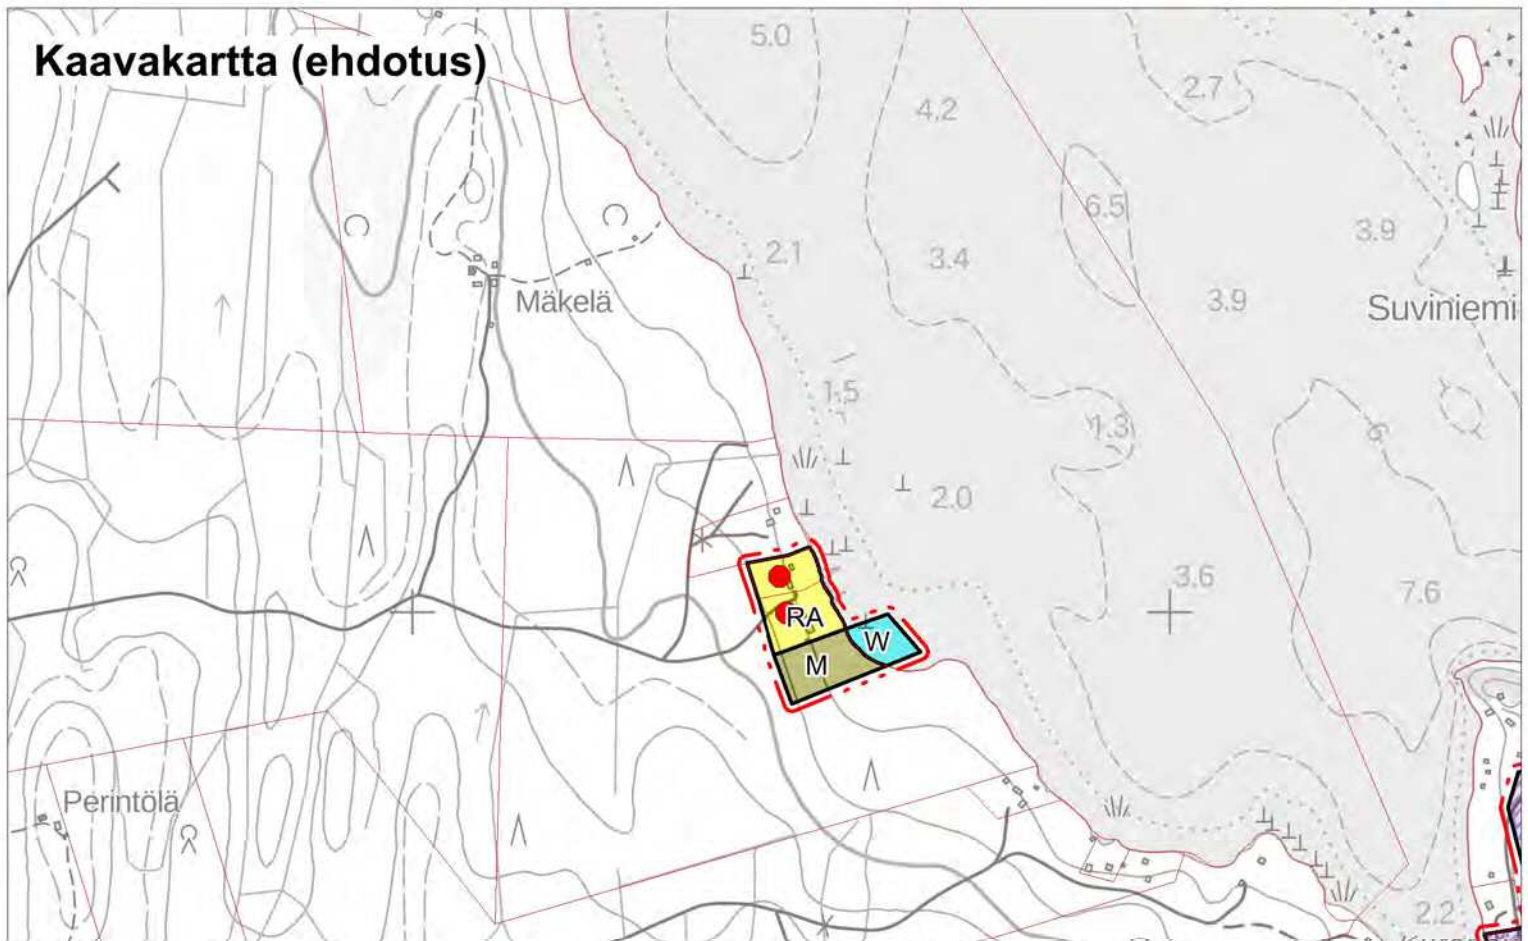 Kaavakartta (ehdotus)
5.0
2.7
4.2
6.5
3.9
2.1
3.4
Mäkelä
3.9
Suviniemi
1.5
1.3
2.0
3.6
7.6
RA
W
M
Perintölä
2.2